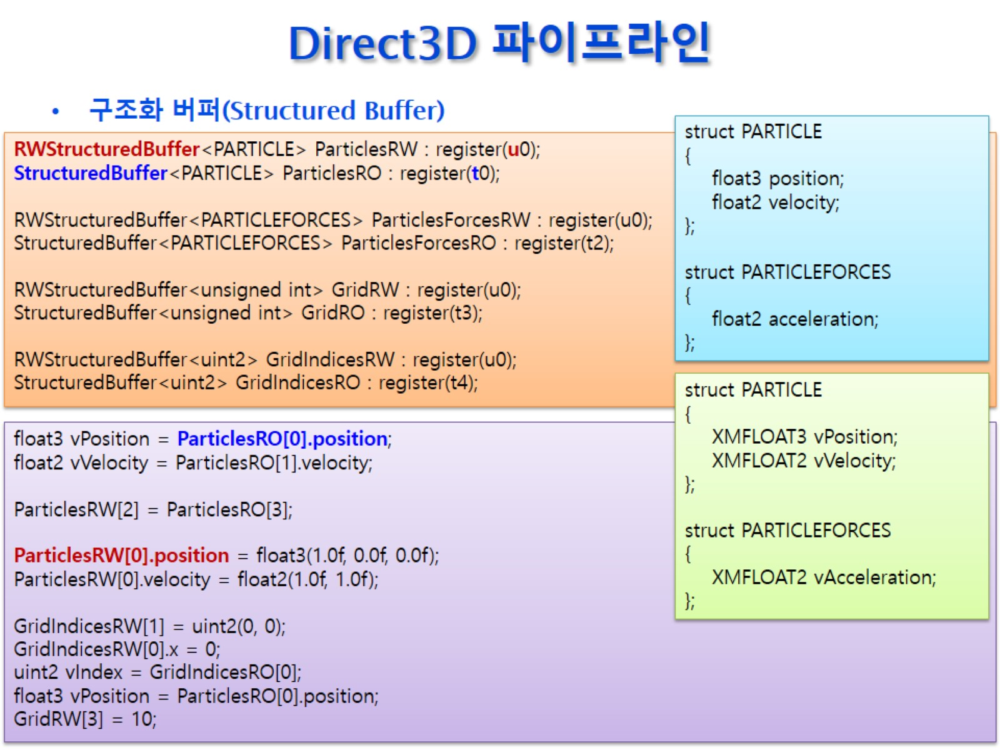 Direct3D 파이프라인
• 구조화 버퍼(Structured Buffer)
RWStructuredBuffer<PARTICLE> ParticlesRW : register(u0);
StructuredBuffer<PARTICLE> ParticlesRO : register(t0);
RWStructuredBuffer<PARTICLEFORCES> ParticlesForcesRW : register(u0);
StructuredBuffer<PARTICLEFORCES> ParticlesForcesRO : register(t2);
RWStructuredBuffer<unsigned int> GridRW : register(u0);
StructuredBuffer<unsigned int> GridRO : register(t3);
RWStructuredBuffer<uint2> GridIndicesRW : register(u0);
StructuredBuffer<uint2> GridIndicesRO : register(t4);
struct PARTICLE
{
float3 position;
float2 velocity;
};
struct PARTICLEFORCES
{
float2 acceleration;
};
float3 vPosition = ParticlesRO[0].position;
float2 vVelocity = ParticlesRO[1].velocity;
ParticlesRW[2] = ParticlesRO[3];
ParticlesRW[0].position = float3(1.0f, 0.0f, 0.0f);
ParticlesRW[0].velocity = float2(1.0f, 1.0f);
GridIndicesRW[1] = uint2(0, 0);
GridIndicesRW[0].x = 0;
uint2 vIndex = GridIndicesRO[0];
float3 vPosition = ParticlesRO[0].position;
GridRW[3] = 10;
struct PARTICLE
{
XMFLOAT3 vPosition;
XMFLOAT2 vVelocity;
};
struct PARTICLEFORCES
{
XMFLOAT2 vAcceleration;
};